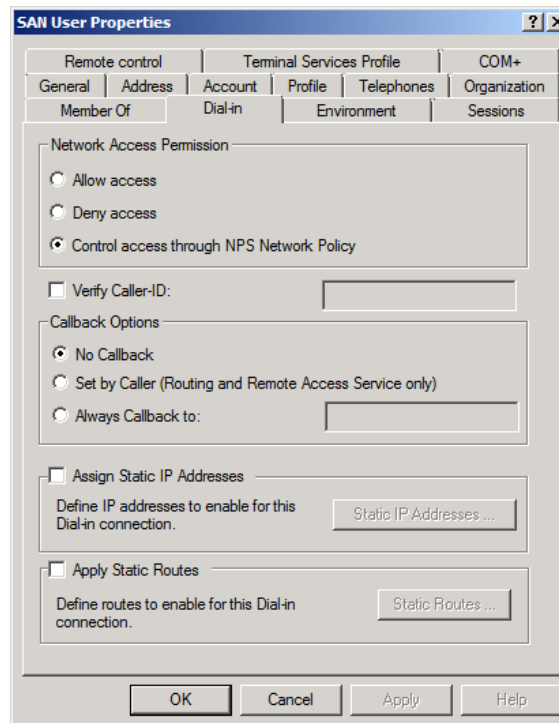 SAN User Properties
Remote control Terminal Services Profile COM+
General Address Account Profile Telephones Organization
Member Of Dial-in Environment Sessions
Network Access Permission
Allow access
Deny access
Control access through NPS Network Policy
Verify Caller-ID:
Callback Options
No Callback
Set by Caller (Routing and Remote Access Service only)
Always Callback to:
Assign Static IP Addresses
Define IP addresses to enable for this
Dial-in connection.
Static IP Addresses ...
Apply Static Routes
Define routes to enable for this Dial-in
connection.
Static Routes ...
OK Cancel Apply Help